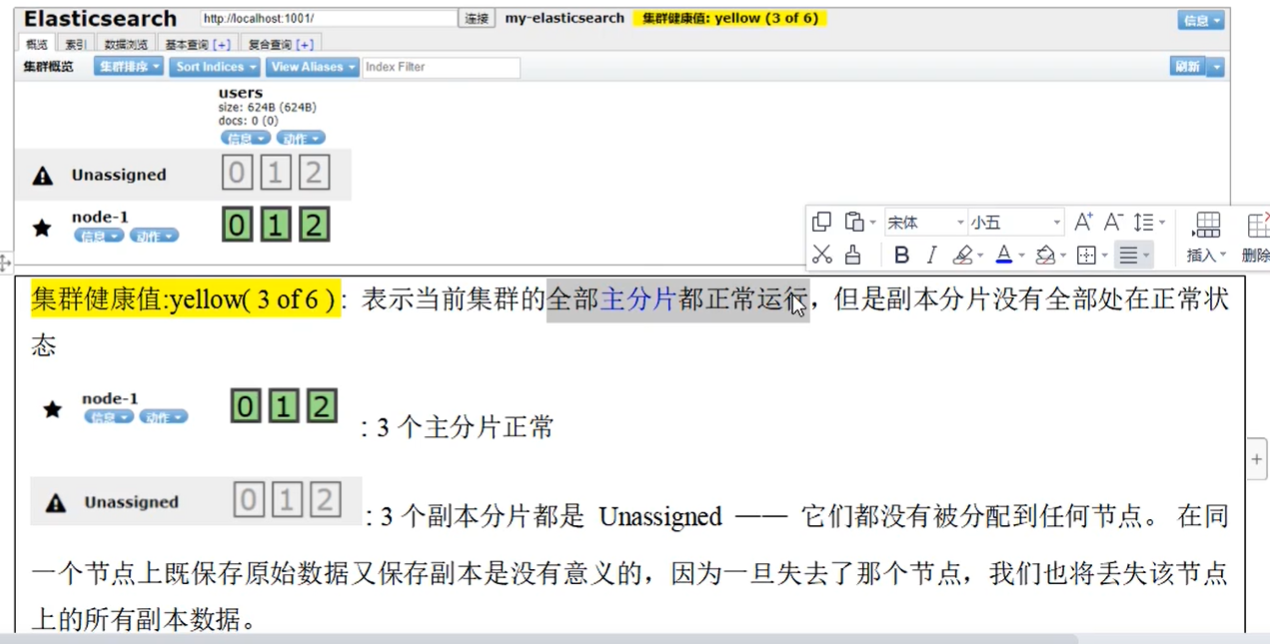 Elasticsearch http://localhost:1001/ 连接 my-elasticsearch 集群健康值: yellow (3 of 6) 信息
概览 索引 数据浏览 基本查询 [+] 复合查询 [+]
集群概览 集群排序 Sort Indices View Aliases Index Filter 刷新
users
size: 624B (624B)
docs: 0 (0)
信息 动作
Unassigned 0 1 2
node-1 0 1 2
信息 动作
宋体 小五 A+ A-
B I A 插入 删除
集群健康值:yellow( 3 of 6 ) : 表示当前集群的全部主分片都正常运行，但是副本分片没有全部处在正常状
态
node-1 0 1 2
信息 动作
: 3 个主分片正常
Unassigned 0 1 2 : 3 个副本分片都是 Unassigned —— 它们都没有被分配到任何节点。 在同
一个节点上既保存原始数据又保存副本是没有意义的，因为一旦失去了那个节点，我们也将丢失该节点
上的所有副本数据。